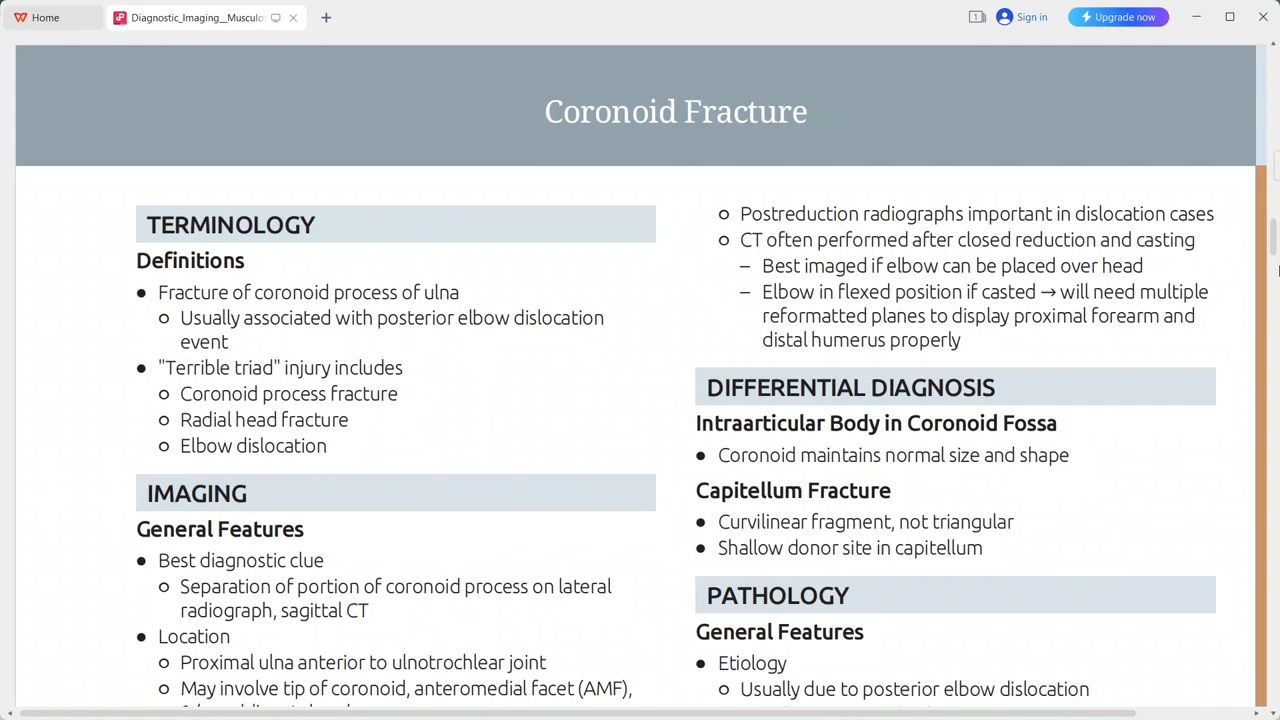 Home
Diagnostic_Imaging__Musculos
1
Sign in
Upgrade now
Coronoid Fracture
TERMINOLOGY
Definitions
● Fracture of coronoid process of ulna
○ Usually associated with posterior elbow dislocation
event
● "Terrible triad" injury includes
○ Coronoid process fracture
○ Radial head fracture
○ Elbow dislocation
IMAGING
General Features
● Best diagnostic clue
○ Separation of portion of coronoid process on lateral
radiograph, sagittal CT
● Location
○ Proximal ulna anterior to ulnotrochlear joint
○ May involve tip of coronoid, anteromedial facet (AMF),
○ Postreduction radiographs important in dislocation cases
○ CT often performed after closed reduction and casting
– Best imaged if elbow can be placed over head
– Elbow in flexed position if casted → will need multiple
reformatted planes to display proximal forearm and
distal humerus properly
DIFFERENTIAL DIAGNOSIS
Intraarticular Body in Coronoid Fossa
● Coronoid maintains normal size and shape
Capitellum Fracture
● Curvilinear fragment, not triangular
● Shallow donor site in capitellum
PATHOLOGY
General Features
● Etiology
○ Usually due to posterior elbow dislocation